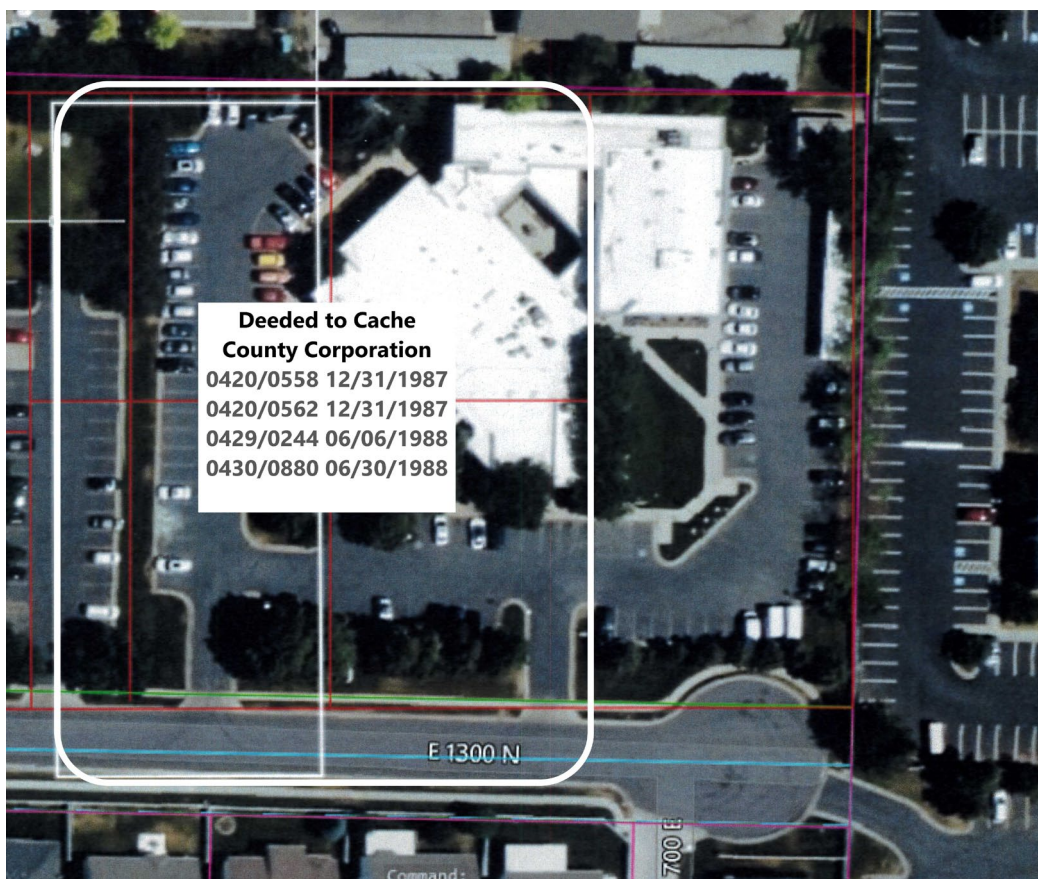 Deeded to Cache
County Corporation
0420/0558 12/31/1987
0420/0562 12/31/1987
0429/0244 06/06/1988
0430/0880 06/30/1988
E 1300 N
700 E
Command: